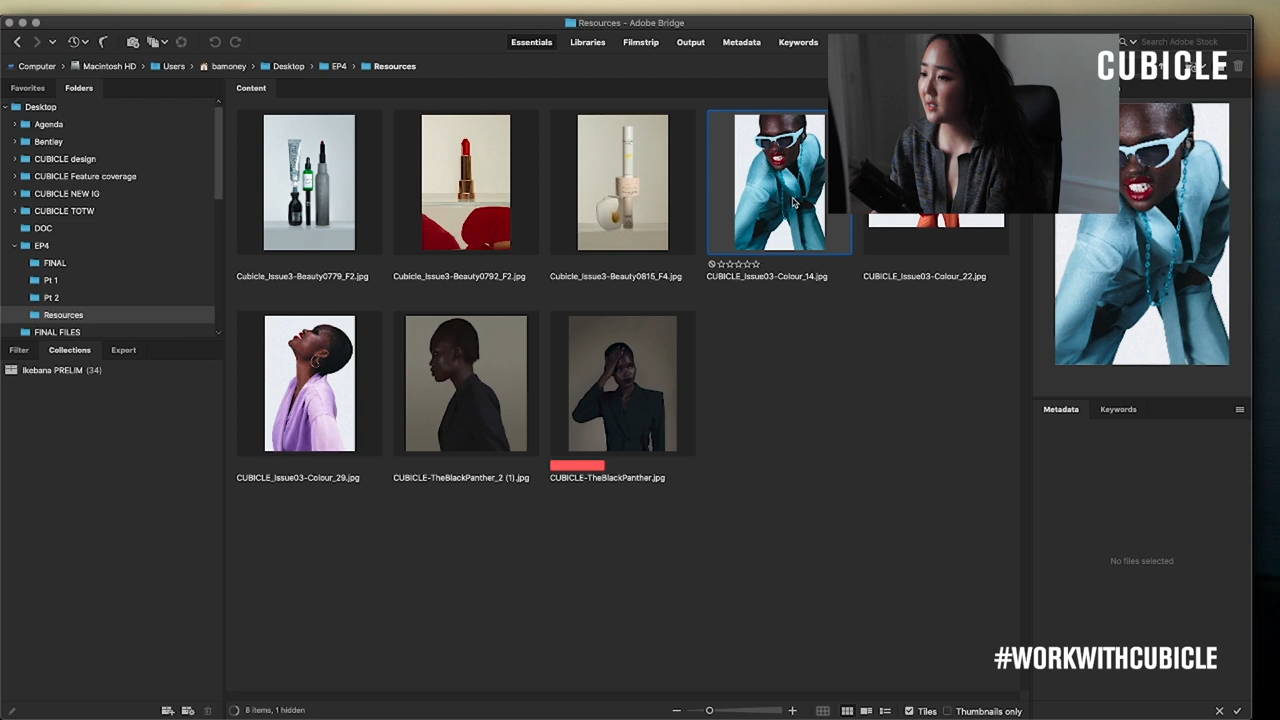 Resources – Adobe Bridge
Essentials
Libraries
Filmstrip
Output
Metadata
Keywords
Search Adobe Stock
CUBICLE
Computer
Macintosh HD
Users
bamoney
Desktop
EP4
Resources
Favorites
Folders
Content
Desktop
Agenda
Bentley
CUBICLE design
CUBICLE Feature coverage
CUBICLE NEW IG
CUBICLE TOTW
DOC
EP4
FINAL
Pt 1
Pt 2
Resources
FINAL FILES
Cubicle_Issue3-Beauty0779_F2.jpg
Cubicle_Issue3-Beauty0792_F2.jpg
Cubicle_Issue3-Beauty0815_F4.jpg
CUBICLE_Issue03-Colour_14.jpg
CUBICLE_Issue03-Colour_22.jpg
Filter
Collections
Export
Ikebana PRELIM (34)
CUBICLE_Issue03-Colour_29.jpg
CUBICLE-TheBlackPanther_2 (1).jpg
CUBICLE-TheBlackPanther.jpg
Metadata
Keywords
No files selected
#WORKWITHCUBICLE
8 items, 1 hidden
Tiles
Thumbnails only